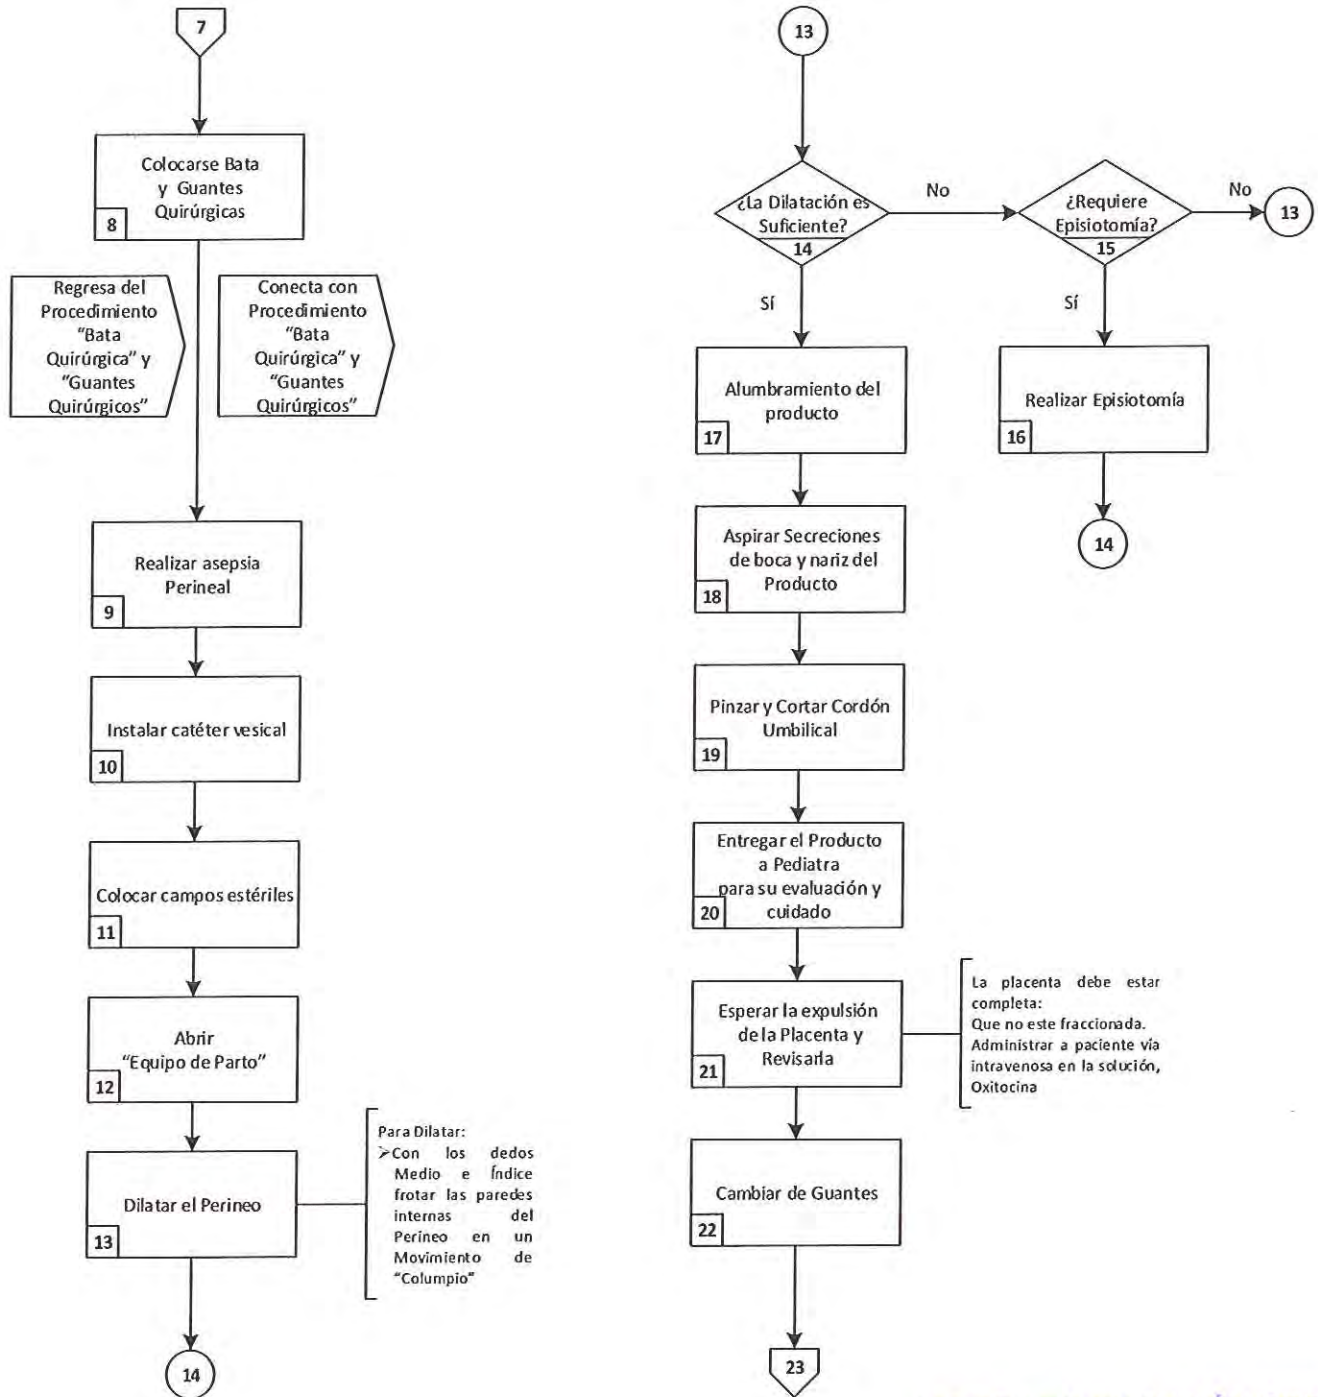 7
Colocarse Bata
y Guantes
Quirúrgicas
8
Regresa del
Procedimiento
"Bata
Quirúrgica" y
"Guantes
Quirúrgicos"
Conecta con
Procedimiento
"Bata
Quirúrgica" y
"Guantes
Quirúrgicos"
Realizar asepsia
Perineal
9
Instalar catéter vesical
10
Colocar campos estériles
11
Abrir
"Equipo de Parto"
12
Dilatar el Perineo
13
Para Dilatar:
➢Con los dedos
Medio e Índice
frotar las paredes
internas del
Perineo en un
Movimiento de
"Columpio"
14
13
¿La Dilatación es
Suficiente?
14
No
¿Requiere
Episiotomía?
15
No
13
Sí
Sí
Alumbramiento del
producto
17
Realizar Episiotomía
16
14
Aspirar Secreciones
de boca y nariz del
Producto
18
Pinzar y Cortar Cordón
Umbilical
19
Entregar el Producto
a Pediatra
para su evaluación y
cuidado
20
Esperar la expulsión
de la Placenta y
Revisarla
21
La placenta debe estar
completa:
Que no este fraccionada.
Administrar a paciente vía
intravenosa en la solución,
Oxitocina
Cambiar de Guantes
22
23